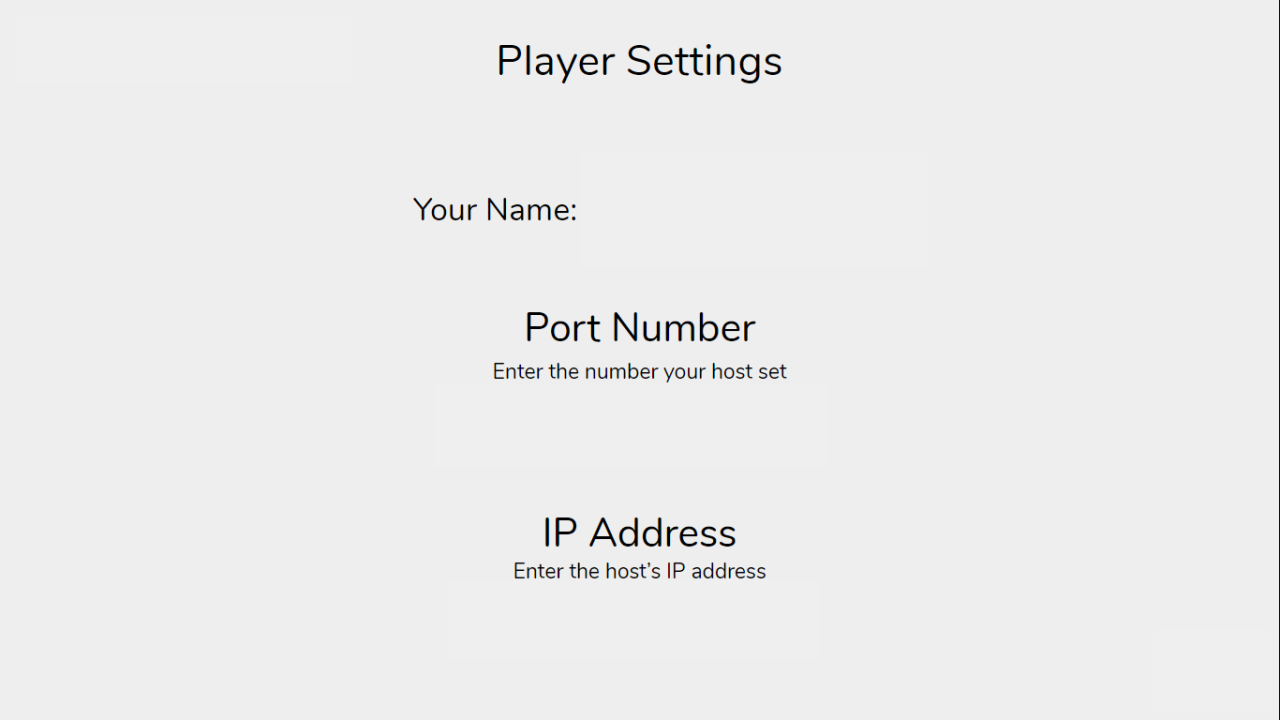 Player Settings
Your Name:
Port Number
Enter the number your host set
IP Address
Enter the host’s IP address